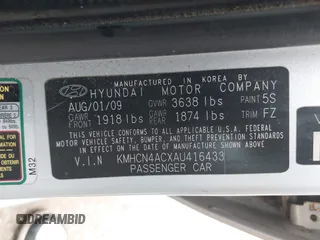 MANUFACTURED IN KOREA BY
HYUNDAI MOTOR COMPANY
AUG/01/09 GVWR 3638 lbs PAINT 5S
GAWR FRONT 1918 lbs GAWR REAR 1874 lbs TRIM FZ
THIS VEHICLE CONFORMS TO ALL APPLICABLE
U.S. FEDERAL MOTOR VEHICLE SAFETY,
BUMPER, AND THEFT PREVENTION STANDARDS
IN EFFECT ON THE DATE OF MANUFACTURE
SHOWN ABOVE.
V.I.N KMHCN4ACXAU416433
PASSENGER CAR
M32
DREAMBID